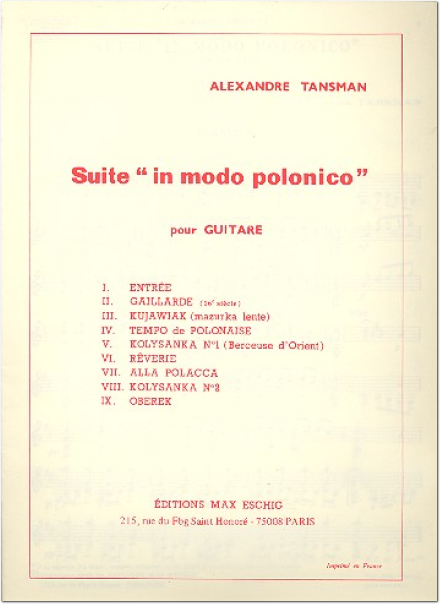 ALEXANDRE TANSMAN
Suite “ in modo polonico ”
pour GUITARE
I. ENTRÉE
II. GAILLARDE (16e siècle)
III. KUJAWIAK (mazurka lente)
IV. TEMPO de POLONAISE
V. KOLYSANKA Nº1 (Berceuse d'Orient)
VI. RÊVERIE
VII. ALLA POLACCA
VIII. KOLYSANKA Nº2
IX. OBEREK
ÉDITIONS MAX ESCHIG
215, rue du Fbg Saint Honoré - 75008 PARIS
Imprimé en France